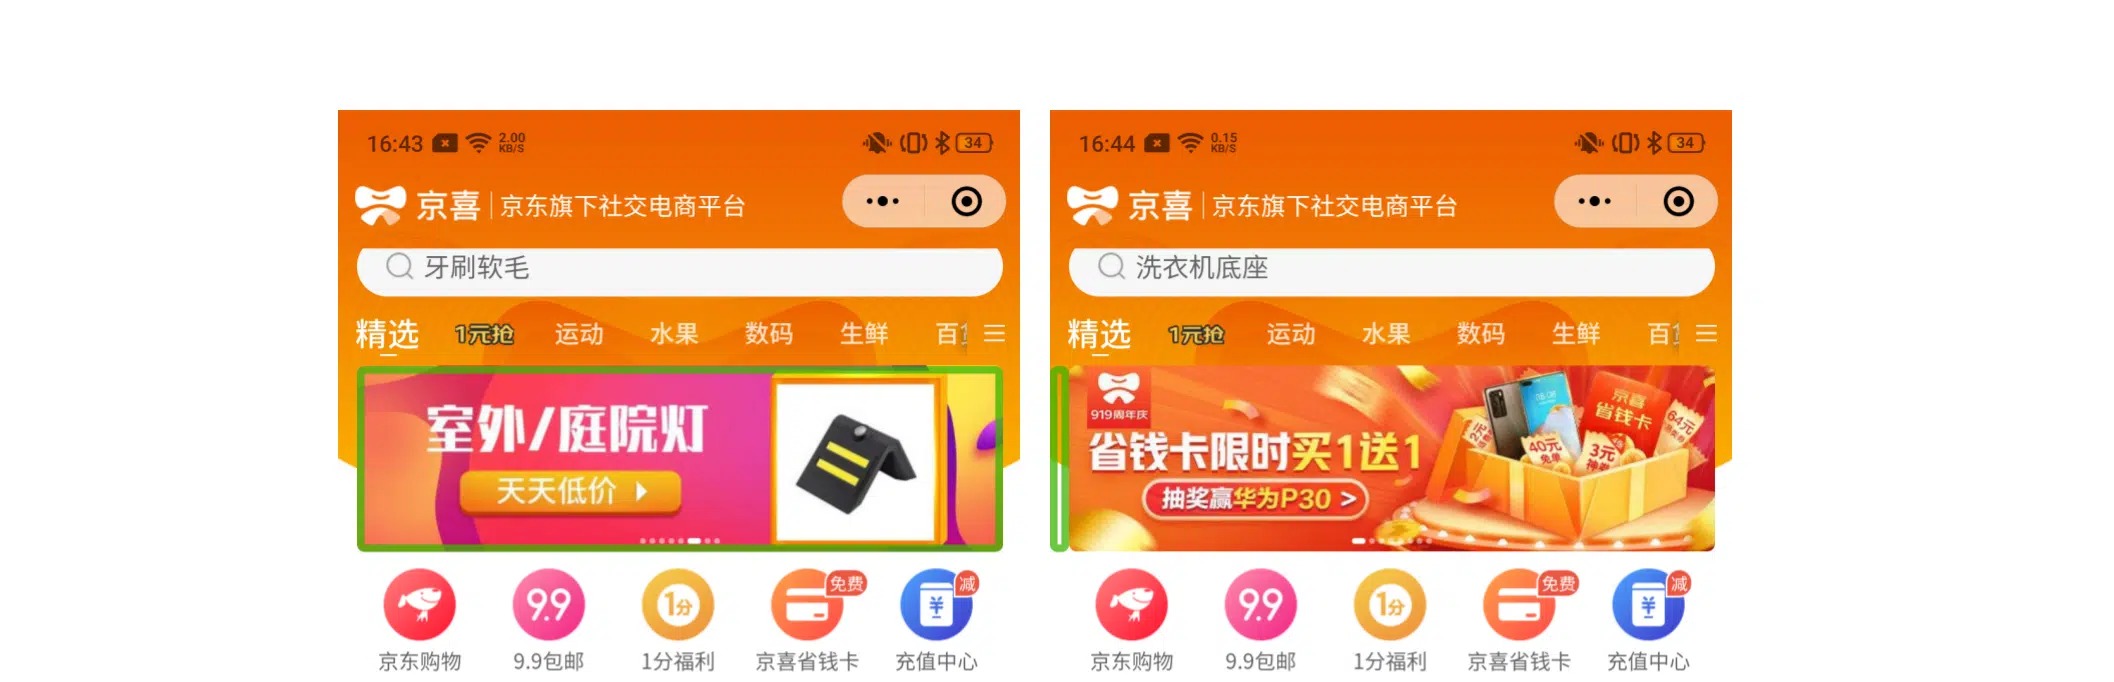 16:43 2.00 KB/S 34
京喜 京东旗下社交电商平台
牙刷软毛
精选 1元抢 运动 水果 数码 生鲜
室外/庭院灯
天天低价
9.9 1分 免费 ¥ 减
京东购物 9.9包邮 1分福利 京喜省钱卡 充值中心
16:44 0.15 KB/S 34
京喜 京东旗下社交电商平台
洗衣机底座
精选 1元抢 运动 水果 数码 生鲜
919周年庆
京喜
省钱卡
64元
2元
40元
免单
3元
省钱卡限时买1送1
抽奖赢华为P30 >
9.9 1分 免费 ¥ 减
京东购物 9.9包邮 1分福利 京喜省钱卡 充值中心